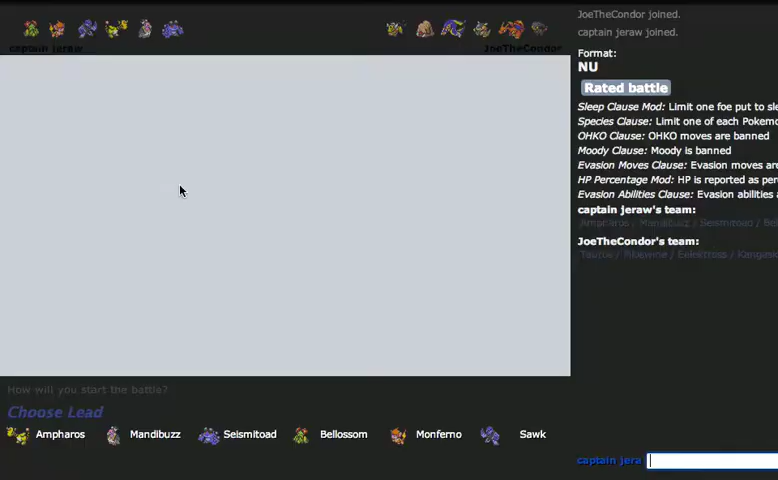 captain jeraw
JoeTheCondor
JoeTheCondor joined.
captain jeraw joined.
Format:
NU
Rated battle
Sleep Clause Mod: Limit one foe put to sle
Species Clause: Limit one of each Pokemo
OHKO Clause: OHKO moves are banned
Moody Clause: Moody is banned
Evasion Moves Clause: Evasion moves are
HP Percentage Mod: HP is reported as per
Evasion Abilities Clause: Evasion abilities a
captain jeraw's team:
Ampharos / Mandibuzz / Seismitoad / Bel
JoeTheCondor's team:
Tauros / Piloswine / Eelektross / Kangas
How will you start the battle?
Choose Lead
Ampharos
Mandibuzz
Seismitoad
Bellossom
Monferno
Sawk
captain jera